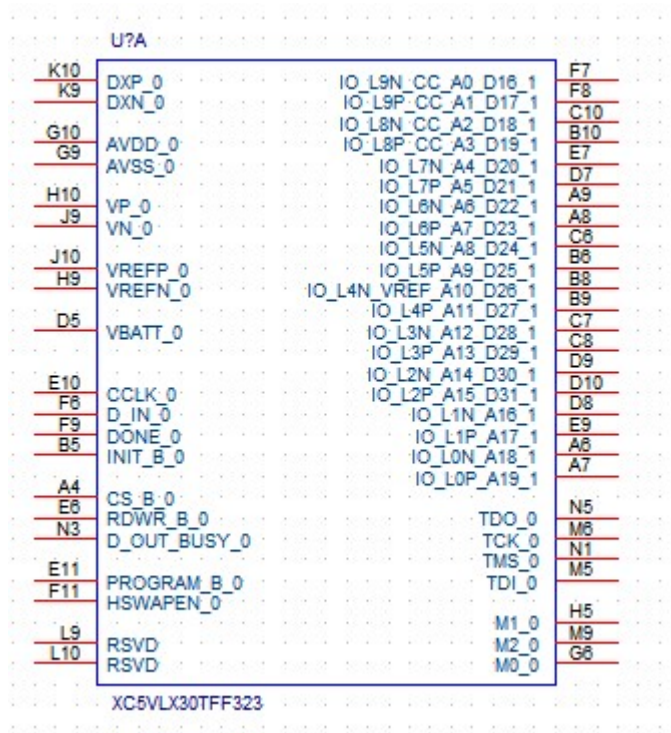 U?A
K10 DXP_0
K9 DXN_0
G10 AVDD_0
G9 AVSS_0
H10 VP_0
J9 VN_0
J10 VREFP_0
H9 VREFN_0
D5 VBATT_0
E10 CCLK_0
F6 D_IN_0
F9 DONE_0
B5 INIT_B_0
A4 CS_B_0
E6 RDWR_B_0
N3 D_OUT_BUSY_0
E11 PROGRAM_B_0
F11 HSWAPEN_0
L9 RSVD
L10 RSVD
IO_L9N_CC_A0_D16_1 F7
IO_L9P_CC_A1_D17_1 F8
IO_L8N_CC_A2_D18_1 C10
IO_L8P_CC_A3_D19_1 B10
IO_L7N_A4_D20_1 E7
IO_L7P_A5_D21_1 D7
IO_L6N_A6_D22_1 A9
IO_L6P_A7_D23_1 A8
IO_L5N_A8_D24_1 C6
IO_L5P_A9_D25_1 B6
IO_L4N_VREF_A10_D26_1 B8
IO_L4P_A11_D27_1 B9
IO_L3N_A12_D28_1 C7
IO_L3P_A13_D29_1 C8
IO_L2N_A14_D30_1 D9
IO_L2P_A15_D31_1 D10
IO_L1N_A16_1 D8
IO_L1P_A17_1 E9
IO_L0N_A18_1 A6
IO_L0P_A19_1 A7
TDO_0 N5
TCK_0 M6
TMS_0 N1
TDI_0 M5
M1_0 H5
M2_0 M9
M0_0 G6
XC5VLX30TFF323